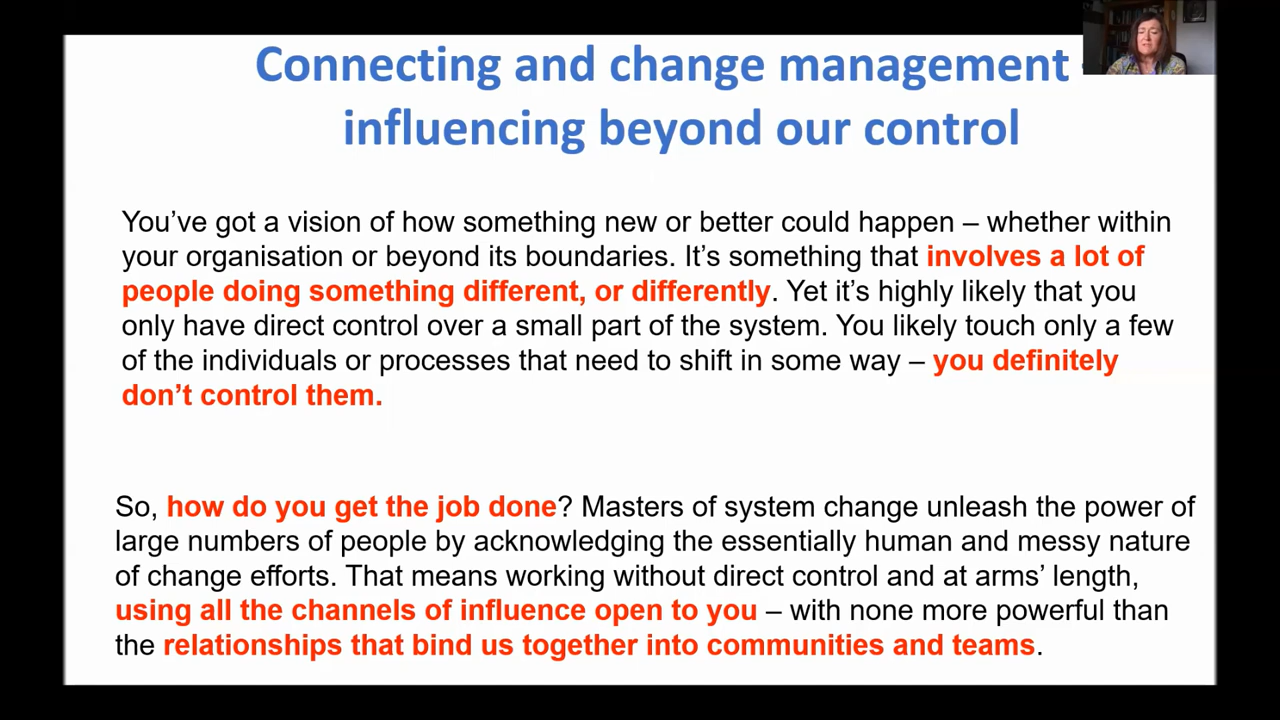 Connecting and change management
influencing beyond our control
You’ve got a vision of how something new or better could happen – whether within
your organisation or beyond its boundaries. It’s something that involves a lot of
people doing something different, or differently. Yet it’s highly likely that you
only have direct control over a small part of the system. You likely touch only a few
of the individuals or processes that need to shift in some way – you definitely
don’t control them.
So, how do you get the job done? Masters of system change unleash the power of
large numbers of people by acknowledging the essentially human and messy nature
of change efforts. That means working without direct control and at arms’ length,
using all the channels of influence open to you – with none more powerful than
the relationships that bind us together into communities and teams.